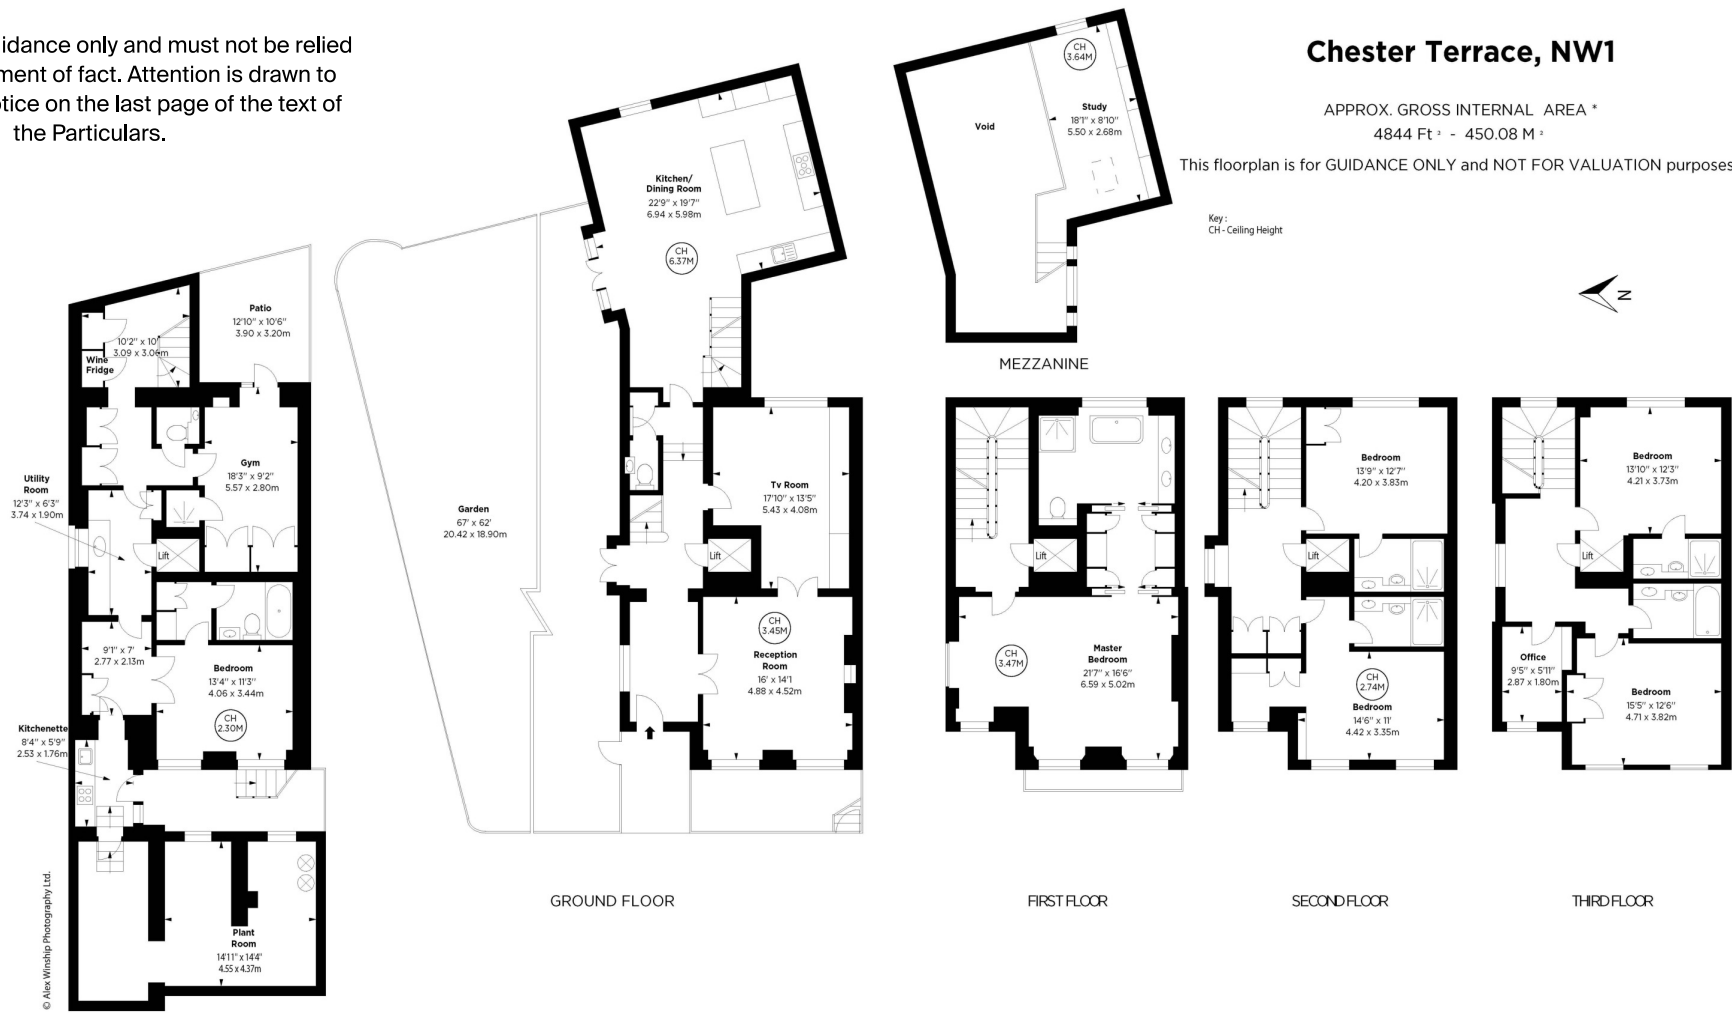 idance only and must not be relied
ment of fact. Attention is drawn to
otice on the last page of the text of
the Particulars.
Chester Terrace, NW1
APPROX. GROSS INTERNAL AREA *
4844 Ft ² - 450.08 M ²
This floorplan is for GUIDANCE ONLY and NOT FOR VALUATION purposes
Key :
CH - Ceiling Height
N
Patio
12'10" x 10'6"
3.90 x 3.20m
10'2" x 10'
3.09 x 3.06m
Wine
Fridge
Gym
18'3" x 9'2"
5.57 x 2.80m
Utility
Room
12'3" x 6'3"
3.74 x 1.90m
Lift
9'1" x 7'
2.77 x 2.13m
Bedroom
13'4" x 11'3"
4.06 x 3.44m
CH
2.30M
Kitchenette
8'4" x 5'9"
2.53 x 1.76m
Plant
Room
14'11" x 14'4"
4.55 x 4.37m
© Alex Winship Photography Ltd.
Kitchen/
Dining Room
22'9" x 19'7"
6.94 x 5.98m
CH
6.37M
Garden
67' x 62'
20.42 x 18.90m
Tv Room
17'10" x 13'5"
5.43 x 4.08m
Lift
CH
3.45M
Reception
Room
16' x 14'1
4.88 x 4.52m
GROUND FLOOR
Void
CH
3.64M
Study
18'1" x 8'10"
5.50 x 2.68m
MEZZANINE
Lift
CH
3.47M
Master
Bedroom
21'7" x 16'6"
6.59 x 5.02m
FIRST FLOOR
Bedroom
13'9" x 12'7"
4.20 x 3.83m
Lift
CH
2.74M
Bedroom
14'6" x 11'
4.42 x 3.35m
SECOND FLOOR
Bedroom
13'10" x 12'3"
4.21 x 3.73m
Lift
Office
9'5" x 5'11"
2.87 x 1.80m
Bedroom
15'5" x 12'6"
4.71 x 3.82m
THIRD FLOOR